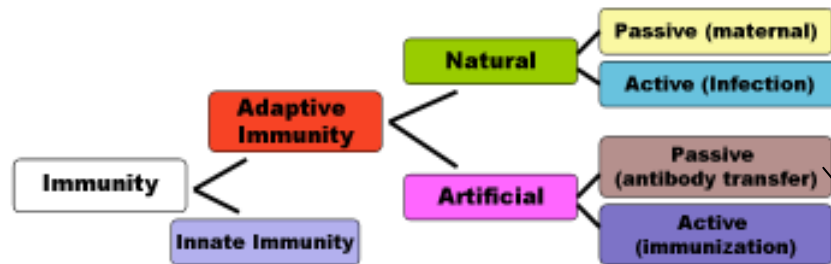 Passive (maternal)
Natural
Active (Infection)
Adaptive
Immunity
Passive
(antibody transfer)
Immunity
Artificial
Innate Immunity
Active
(immunization)